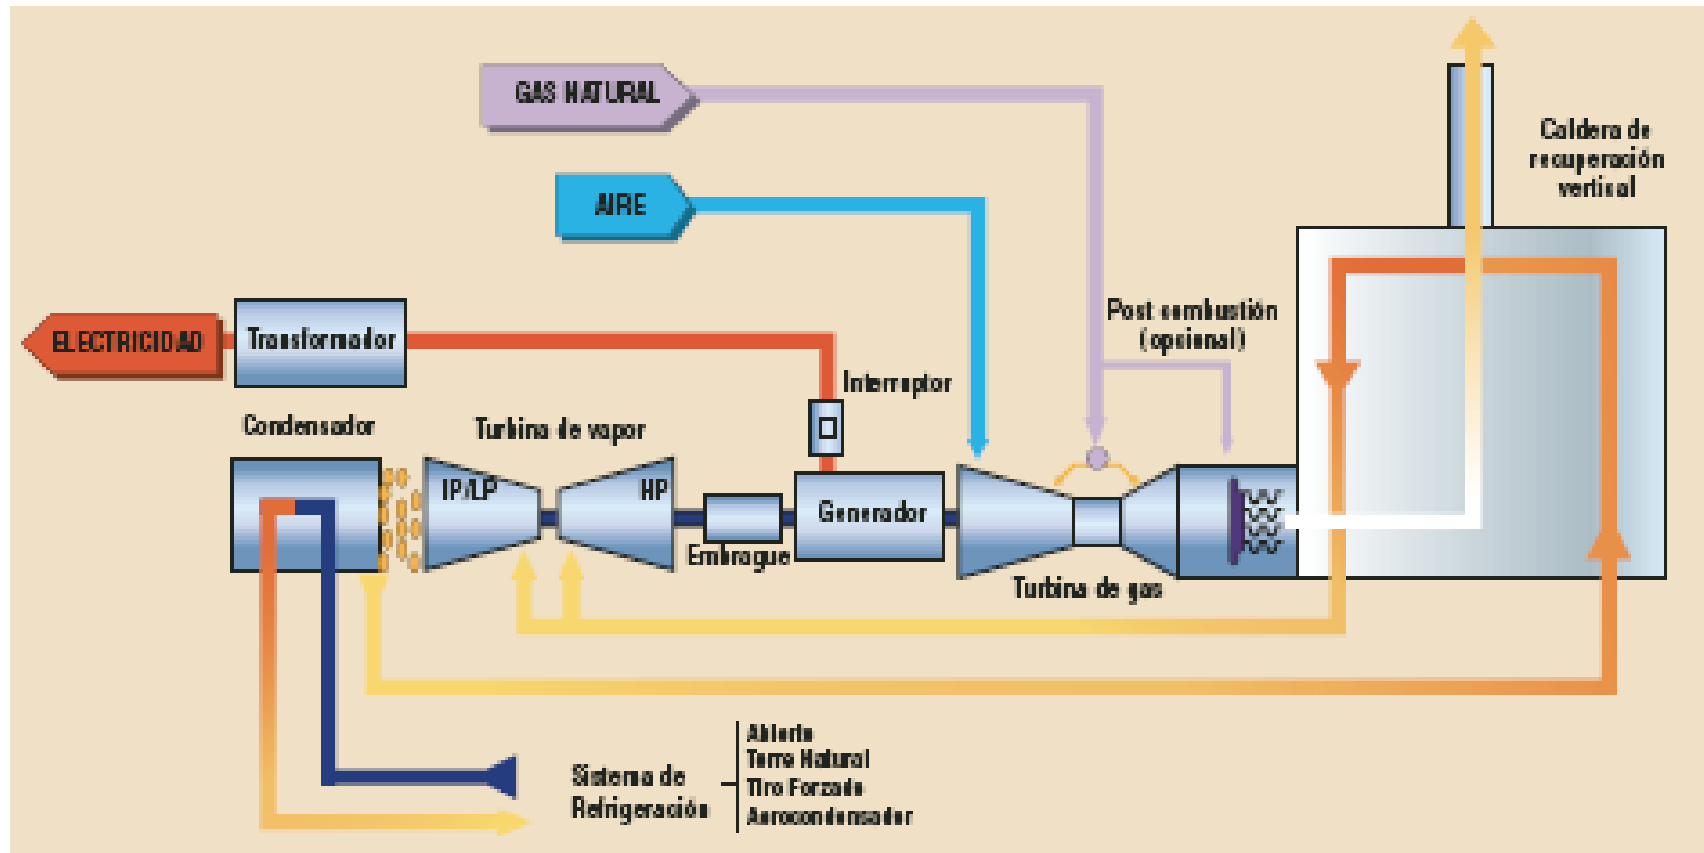 GAS NATURAL
Caldera de
recuperación
vertical
AIRE
Post combustión
(opcional)
ELECTRICIDAD
Transformador
Interruptor
Condensador
Turbina de vapor
IP/LP
HP
Generador
Embrague
Turbina de gas
Sistema de
Refrigeración
Abierto
Torre Natural
Tiro Forzado
Aerocondensador